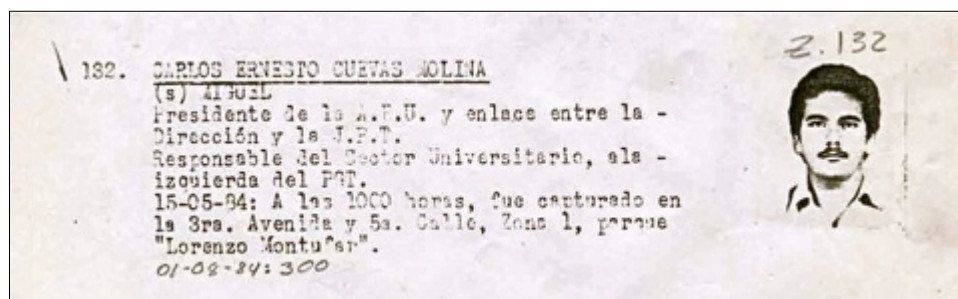 Z.132
132. CARLOS ERNESTO CUEVAS MOLINA
(s) MIGUEL
Presidente de la A.E.U. y enlace entre la -
Dirección y la J.P.T.
Responsable del Sector Universitario, ala -
izquierda del PGT.
15-05-84: A las 1000 horas, fue capturado en
la 3ra. Avenida y 5a. Calle, Zona 1, parque
"Lorenzo Montufar".
01-08-84: 300